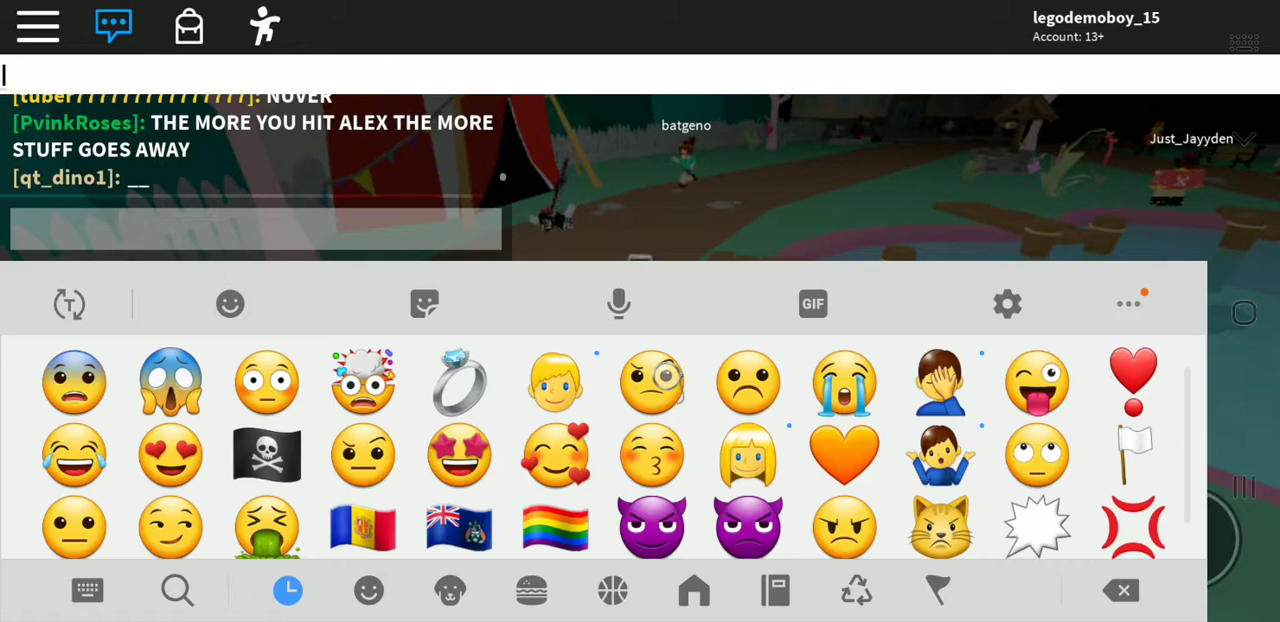 legodemoboy_15
Account: 13+
[tuber777777777777777]: NUVER
[PvinkRoses]: THE MORE YOU HIT ALEX THE MORE
STUFF GOES AWAY
[qt_dino1]: __
batgeno
Just_Jayyden
T
GIF